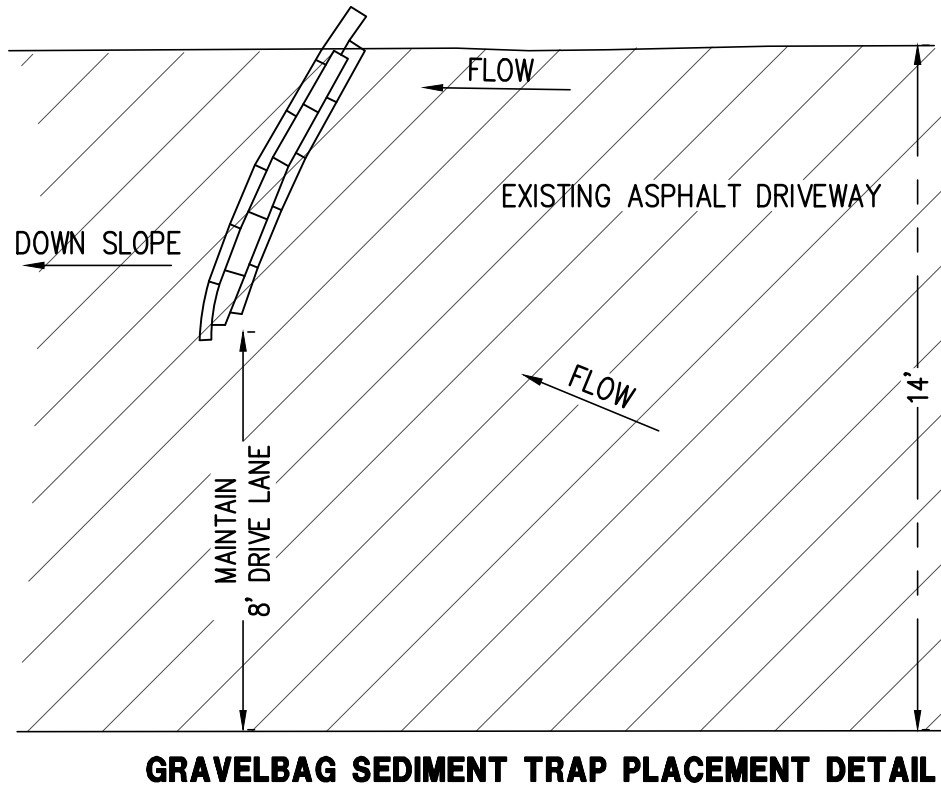 FLOW
EXISTING ASPHALT DRIVEWAY
DOWN SLOPE
FLOW
14'
MAINTAIN
8' DRIVE LANE
GRAVELBAG SEDIMENT TRAP PLACEMENT DETAIL